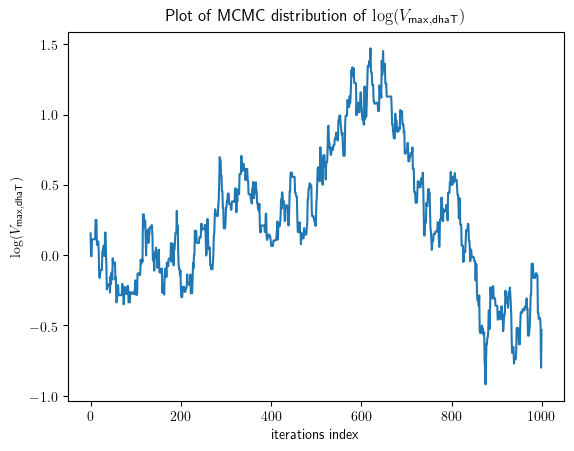 Plot of MCMC distribution of log(V_max,dhaT)
log(V_max,dhaT)
1.5
1.0
0.5
0.0
−0.5
−1.0
0 200 400 600 800 1000
iterations index